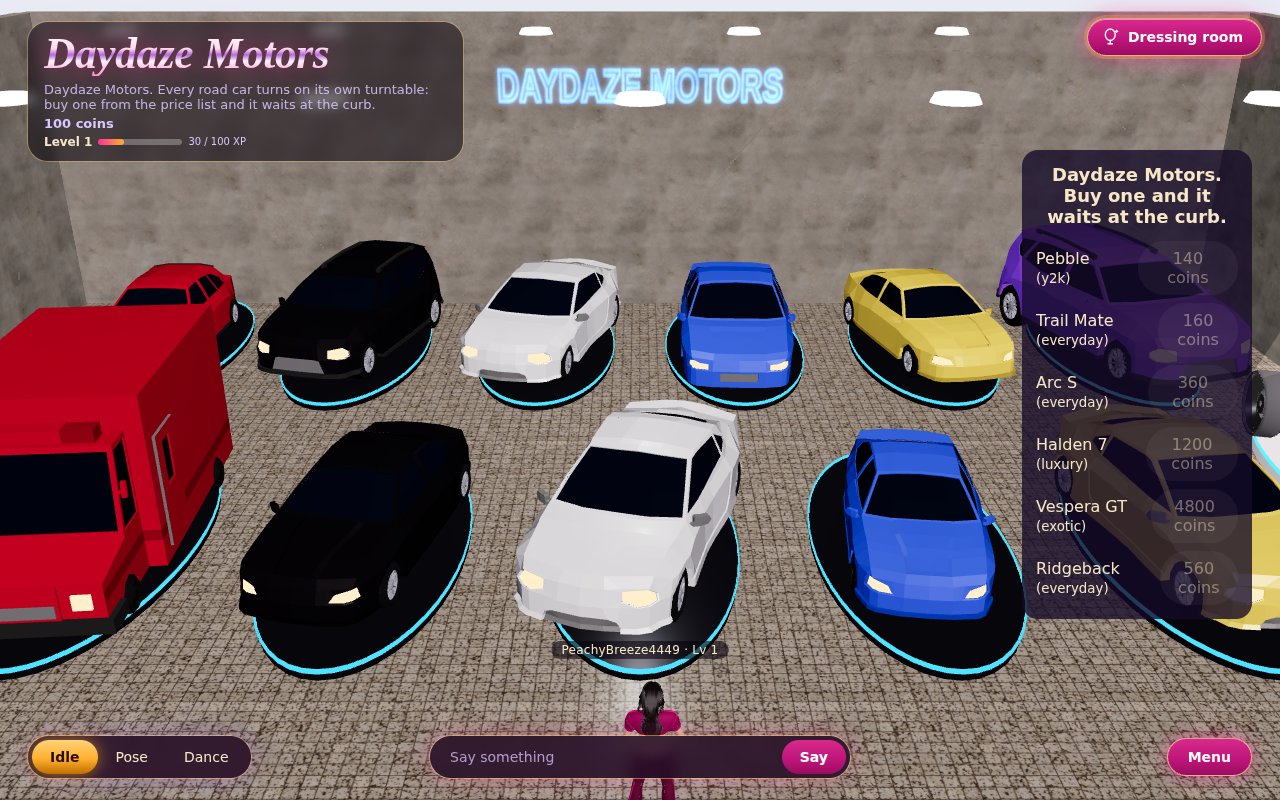 Daydaze Motors
Daydaze Motors. Every road car turns on its own turntable:
buy one from the price list and it waits at the curb.
100 coins
Level 1 30 / 100 XP
DAYDAZE MOTORS
Dressing room
Daydaze Motors.
Buy one and it
waits at the curb.
Pebble
(y2k)
140
coins
Trail Mate
(everyday)
160
coins
Arc S
(everyday)
360
coins
Halden 7
(luxury)
1200
coins
Vespera GT
(exotic)
4800
coins
Ridgeback
(everyday)
560
coins
PeachyBreeze4449 · Lv 1
Idle Pose Dance
Say something Say
Menu